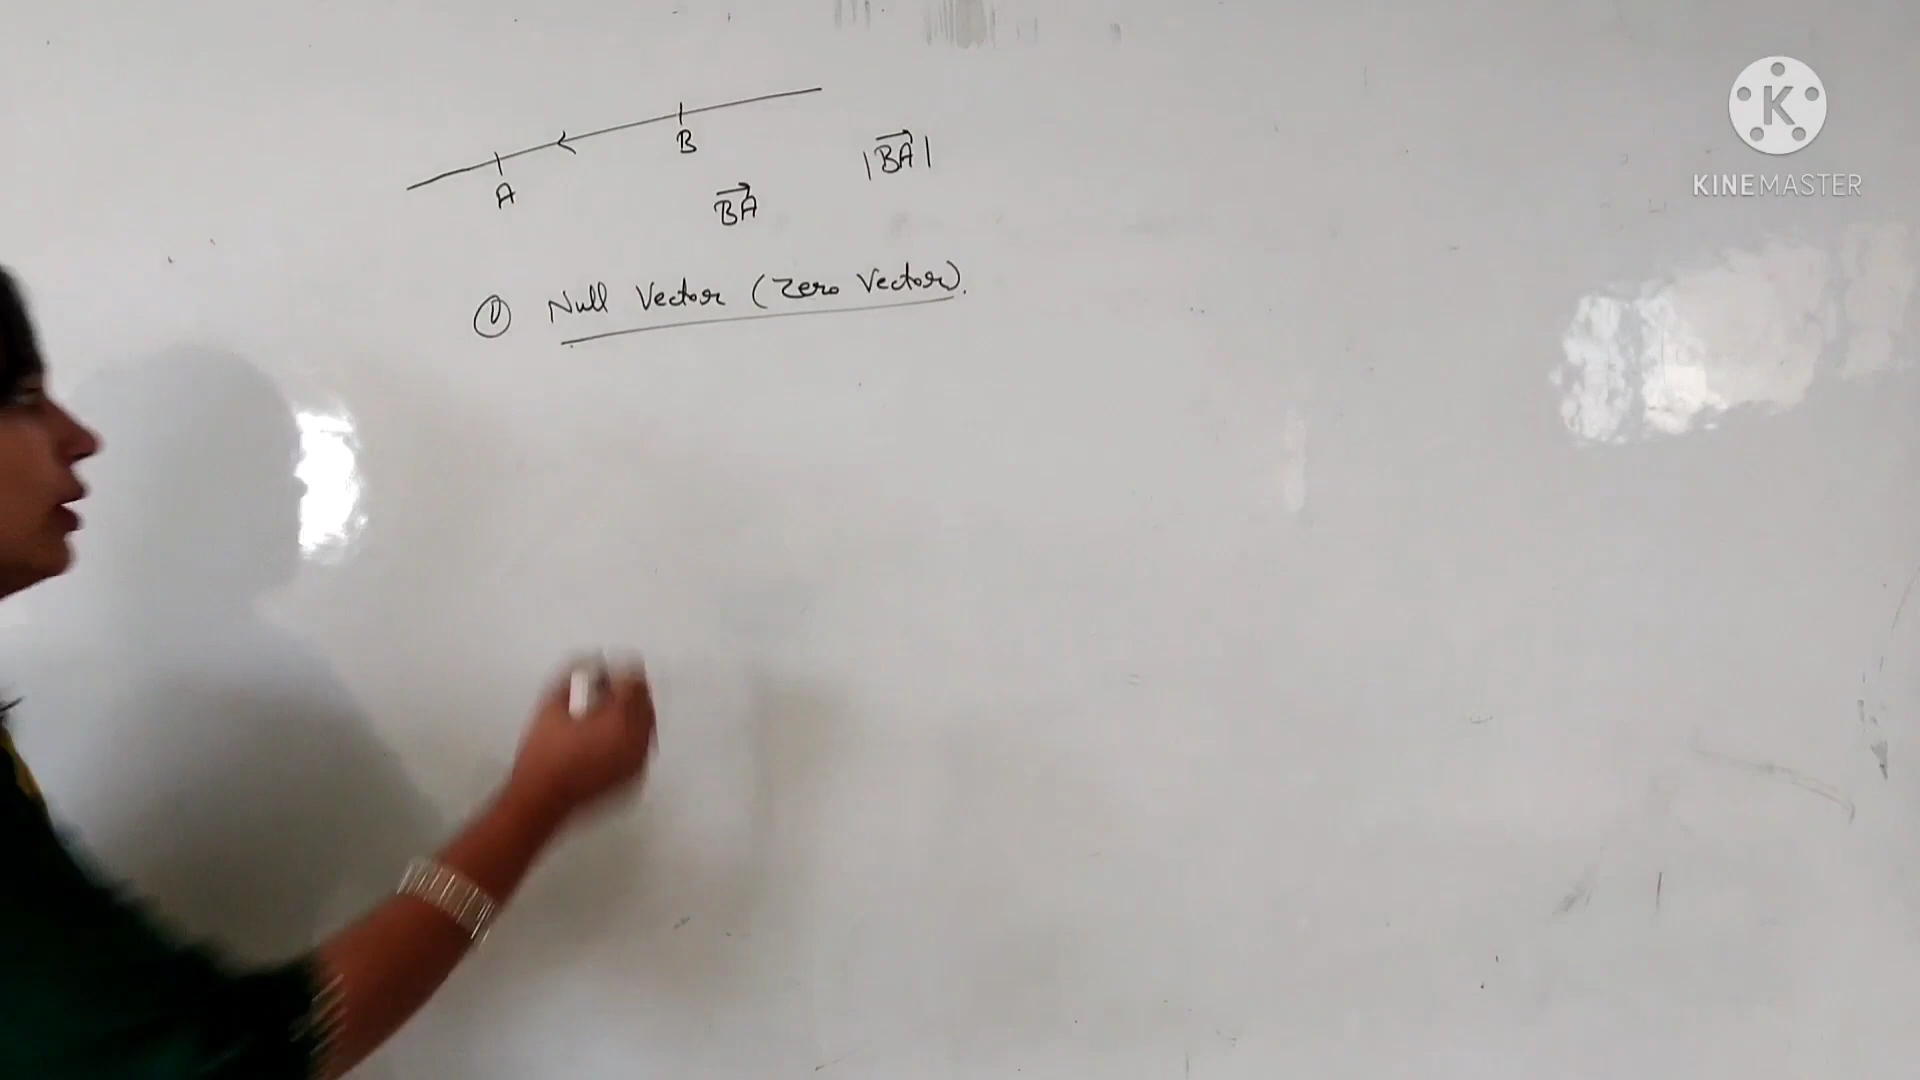 B
A
|BA|
BA
① Null Vector (Zero Vector).
K
KINEMASTER